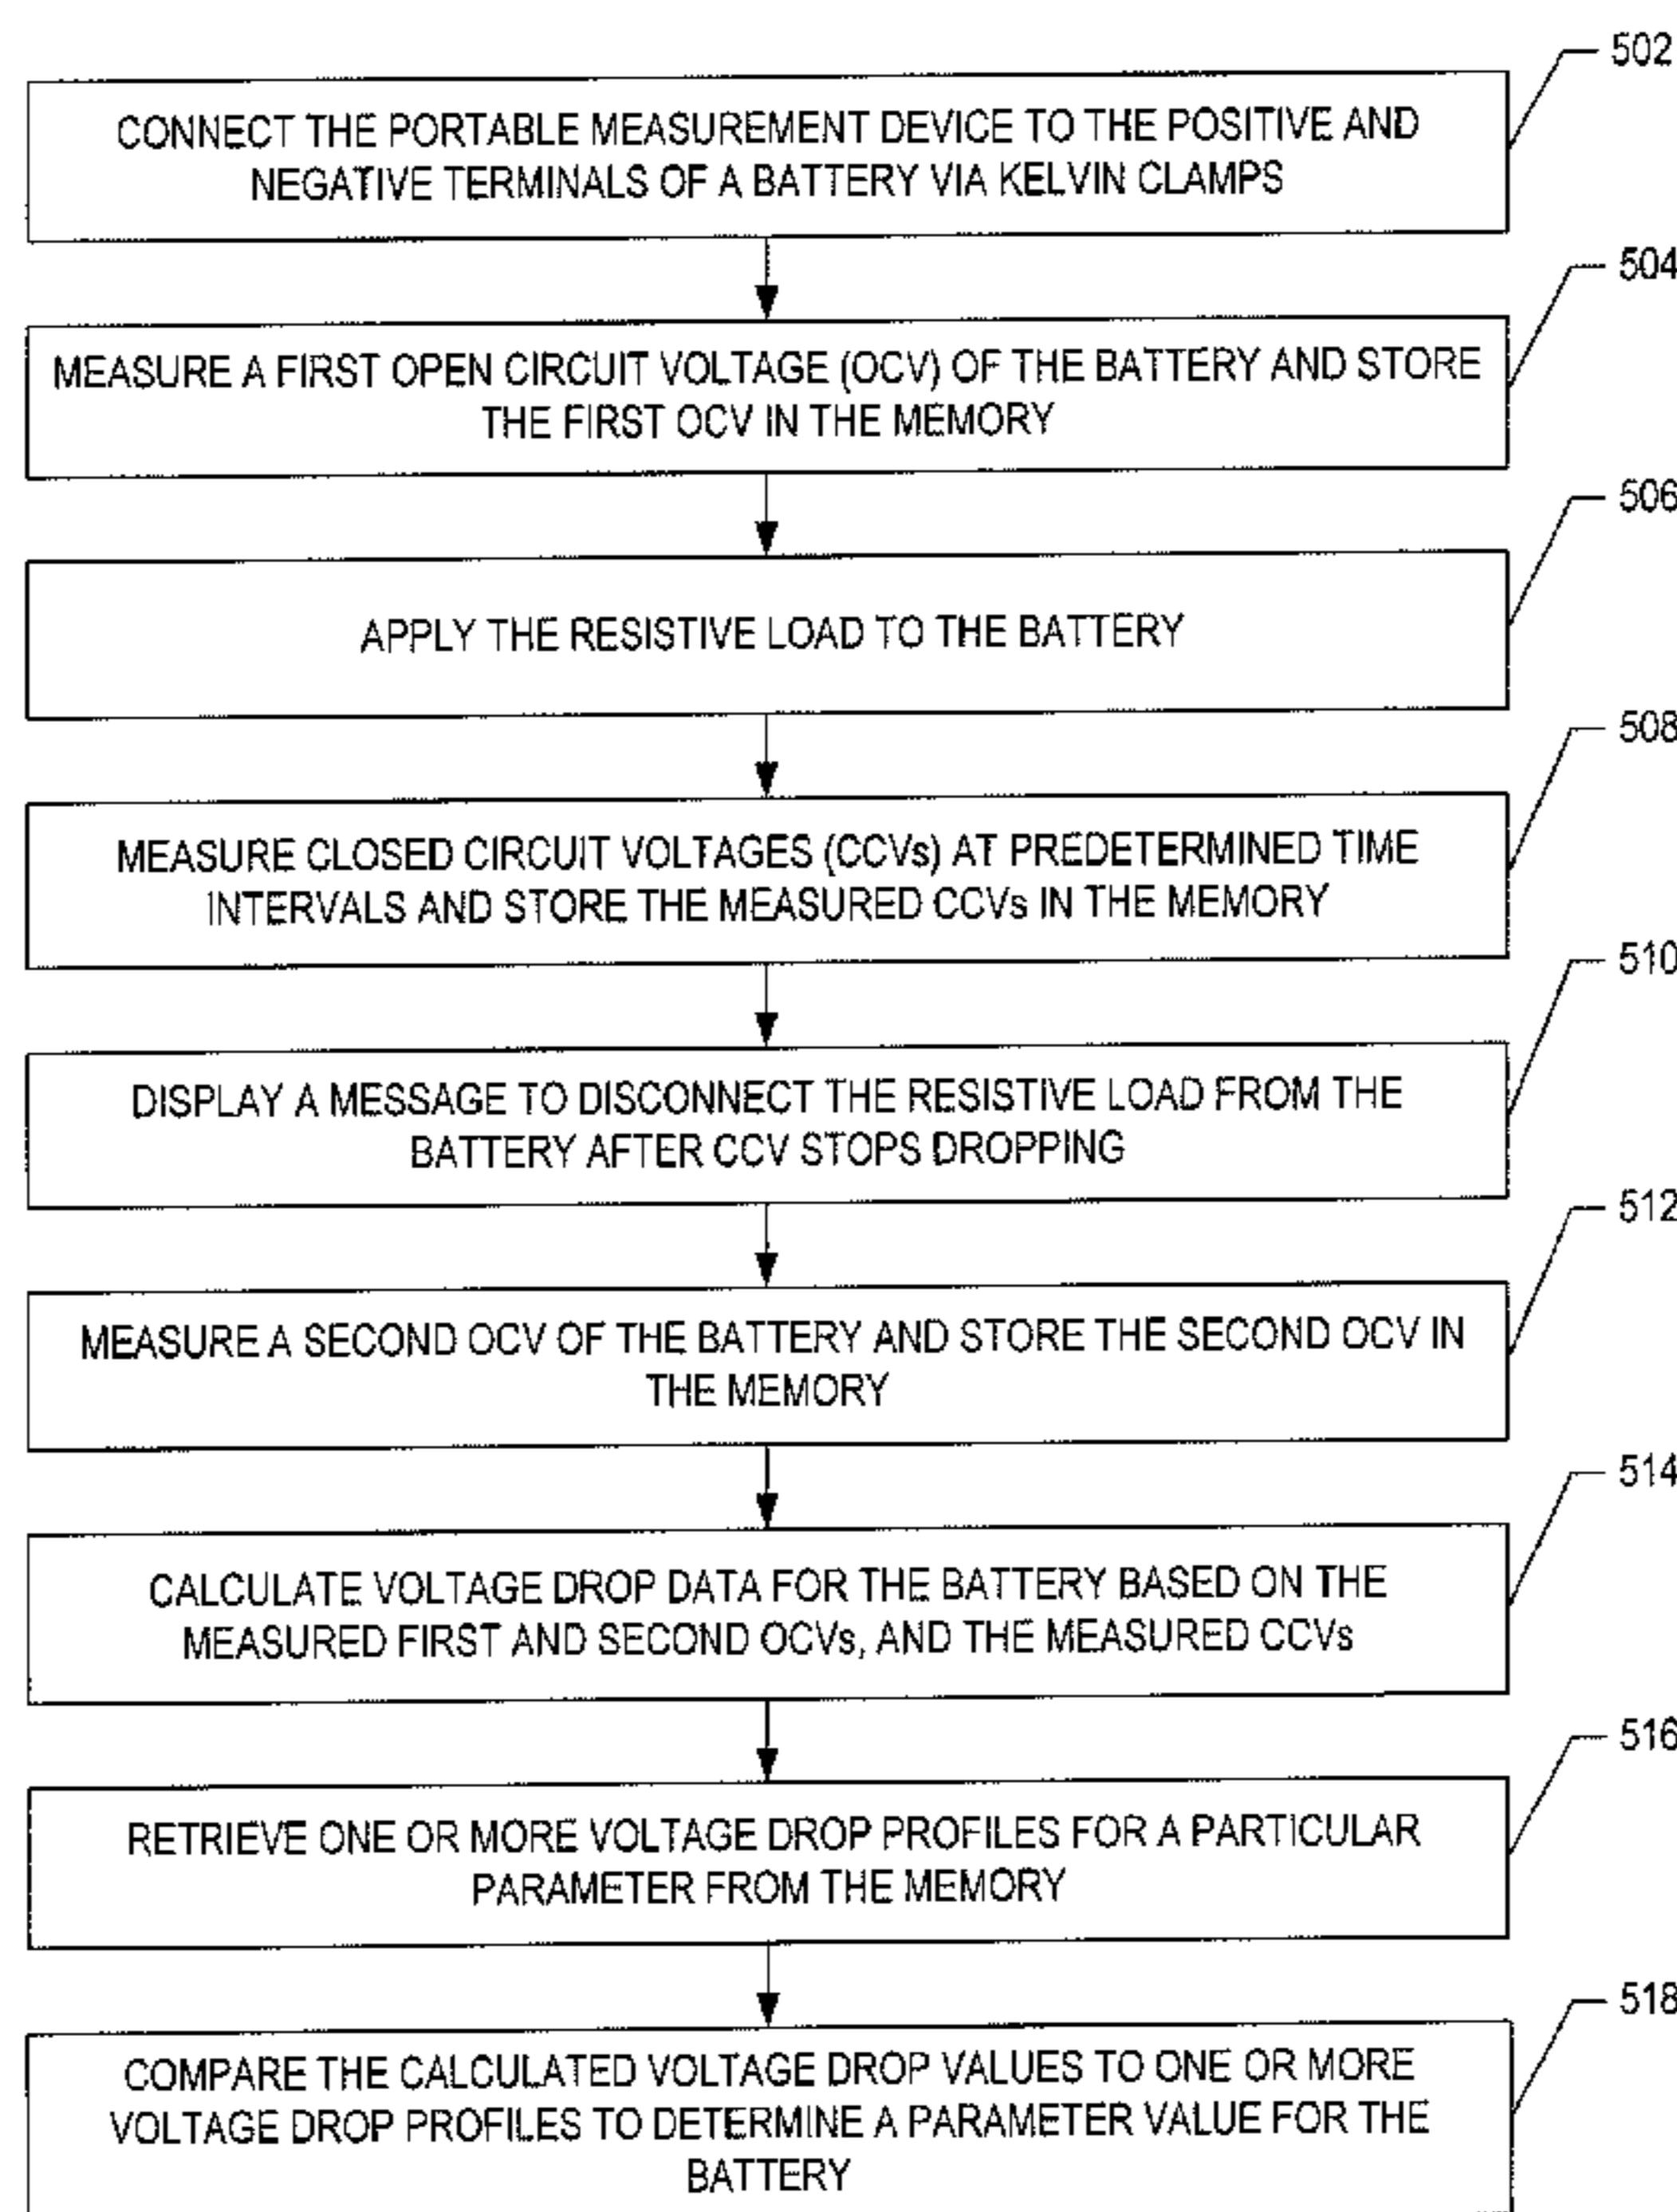 502
CONNECT THE PORTABLE MEASUREMENT DEVICE TO THE POSITIVE AND
NEGATIVE TERMINALS OF A BATTERY VIA KELVIN CLAMPS
504
MEASURE A FIRST OPEN CIRCUIT VOLTAGE (OCV) OF THE BATTERY AND STORE
THE FIRST OCV IN THE MEMORY
506
APPLY THE RESISTIVE LOAD TO THE BATTERY
508
MEASURE CLOSED CIRCUIT VOLTAGES (CCVs) AT PREDETERMINED TIME
INTERVALS AND STORE THE MEASURED CCVs IN THE MEMORY
510
DISPLAY A MESSAGE TO DISCONNECT THE RESISTIVE LOAD FROM THE
BATTERY AFTER CCV STOPS DROPPING
512
MEASURE A SECOND OCV OF THE BATTERY AND STORE THE SECOND OCV IN
THE MEMORY
514
CALCULATE VOLTAGE DROP DATA FOR THE BATTERY BASED ON THE
MEASURED FIRST AND SECOND OCVs, AND THE MEASURED CCVs
516
RETRIEVE ONE OR MORE VOLTAGE DROP PROFILES FOR A PARTICULAR
PARAMETER FROM THE MEMORY
518
COMPARE THE CALCULATED VOLTAGE DROP VALUES TO ONE OR MORE
VOLTAGE DROP PROFILES TO DETERMINE A PARAMETER VALUE FOR THE
BATTERY